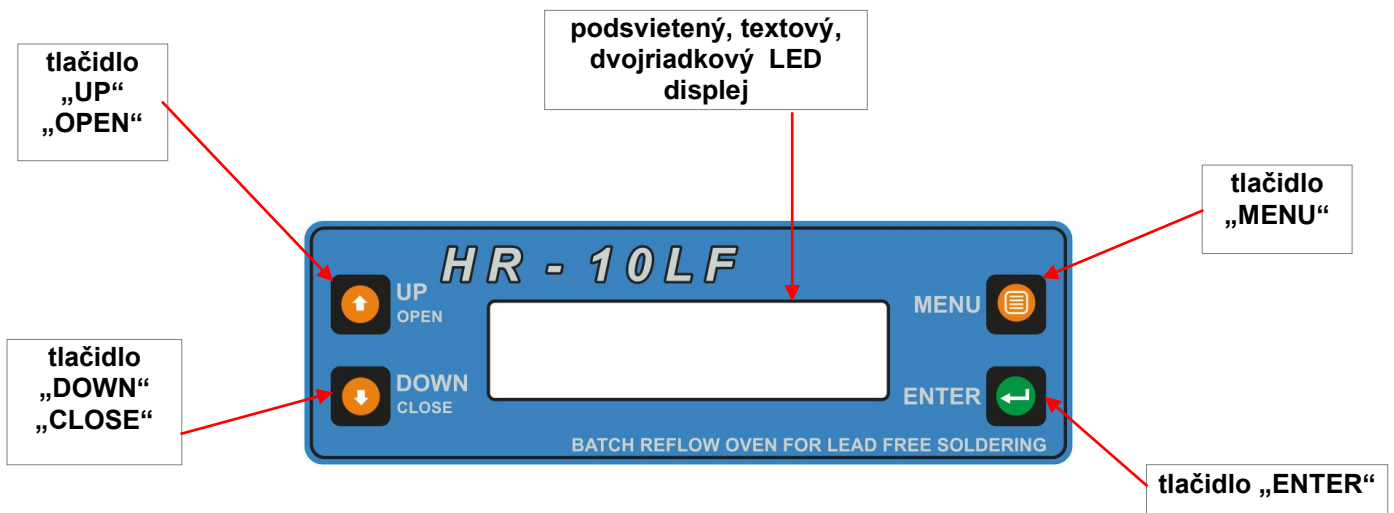 podsvietený, textový,
dvojriadkový LED
displej
tlačidlo
„UP“
„OPEN“
tlačidlo
„MENU“
HR - 10LF
UP
OPEN
MENU
tlačidlo
„DOWN“
„CLOSE“
DOWN
CLOSE
ENTER
BATCH REFLOW OVEN FOR LEAD FREE SOLDERING
tlačidlo „ENTER“